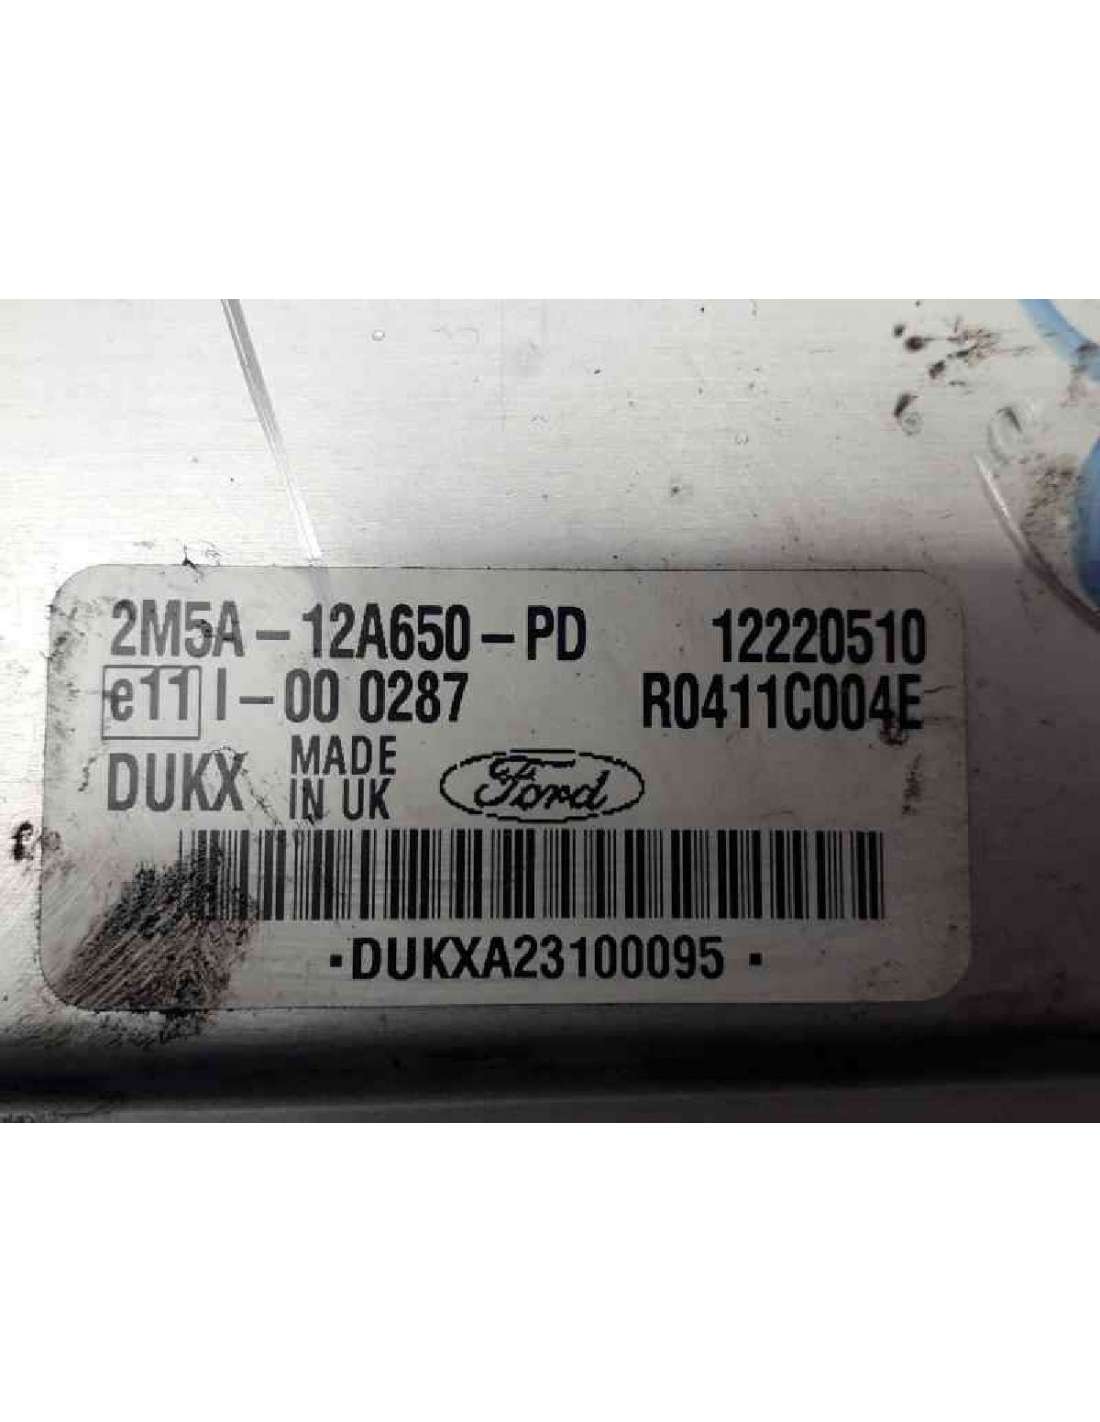 2M5A-12A650-PD 12220510
e11 I-00 0287 R0411C004E
DUKX MADE IN UK Ford
·DUKXA23100095 ·